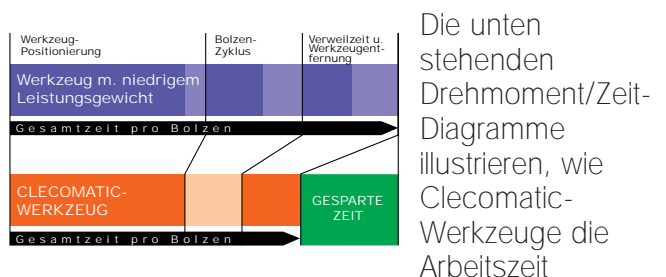 Werkzeug-
Positionierung
Bolzen-
Zyklus
Verweilzeit u.
Werkzeugent-
fernung
Werkzeug m. niedrigem
Leistungsgewicht
Gesamtzeit pro Bolzen
CLECOMATIC-
WERKZEUG
GESPARTE
ZEIT
Gesamtzeit pro Bolzen
Die unten
stehenden
Drehmoment/Zeit-
Diagramme
illustrieren, wie
Clecomatic-
Werkzeuge die
Arbeitszeit